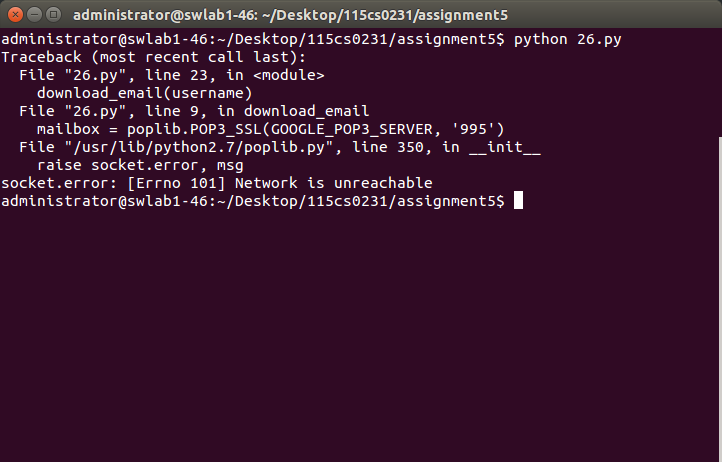 administrator@swlab1-46: ~/Desktop/115cs0231/assignment5
administrator@swlab1-46:~/Desktop/115cs0231/assignment5$ python 26.py
Traceback (most recent call last):
  File "26.py", line 23, in <module>
    download_email(username)
  File "26.py", line 9, in download_email
    mailbox = poplib.POP3_SSL(GOOGLE_POP3_SERVER, '995')
  File "/usr/lib/python2.7/poplib.py", line 350, in __init__
    raise socket.error, msg
socket.error: [Errno 101] Network is unreachable
administrator@swlab1-46:~/Desktop/115cs0231/assignment5$